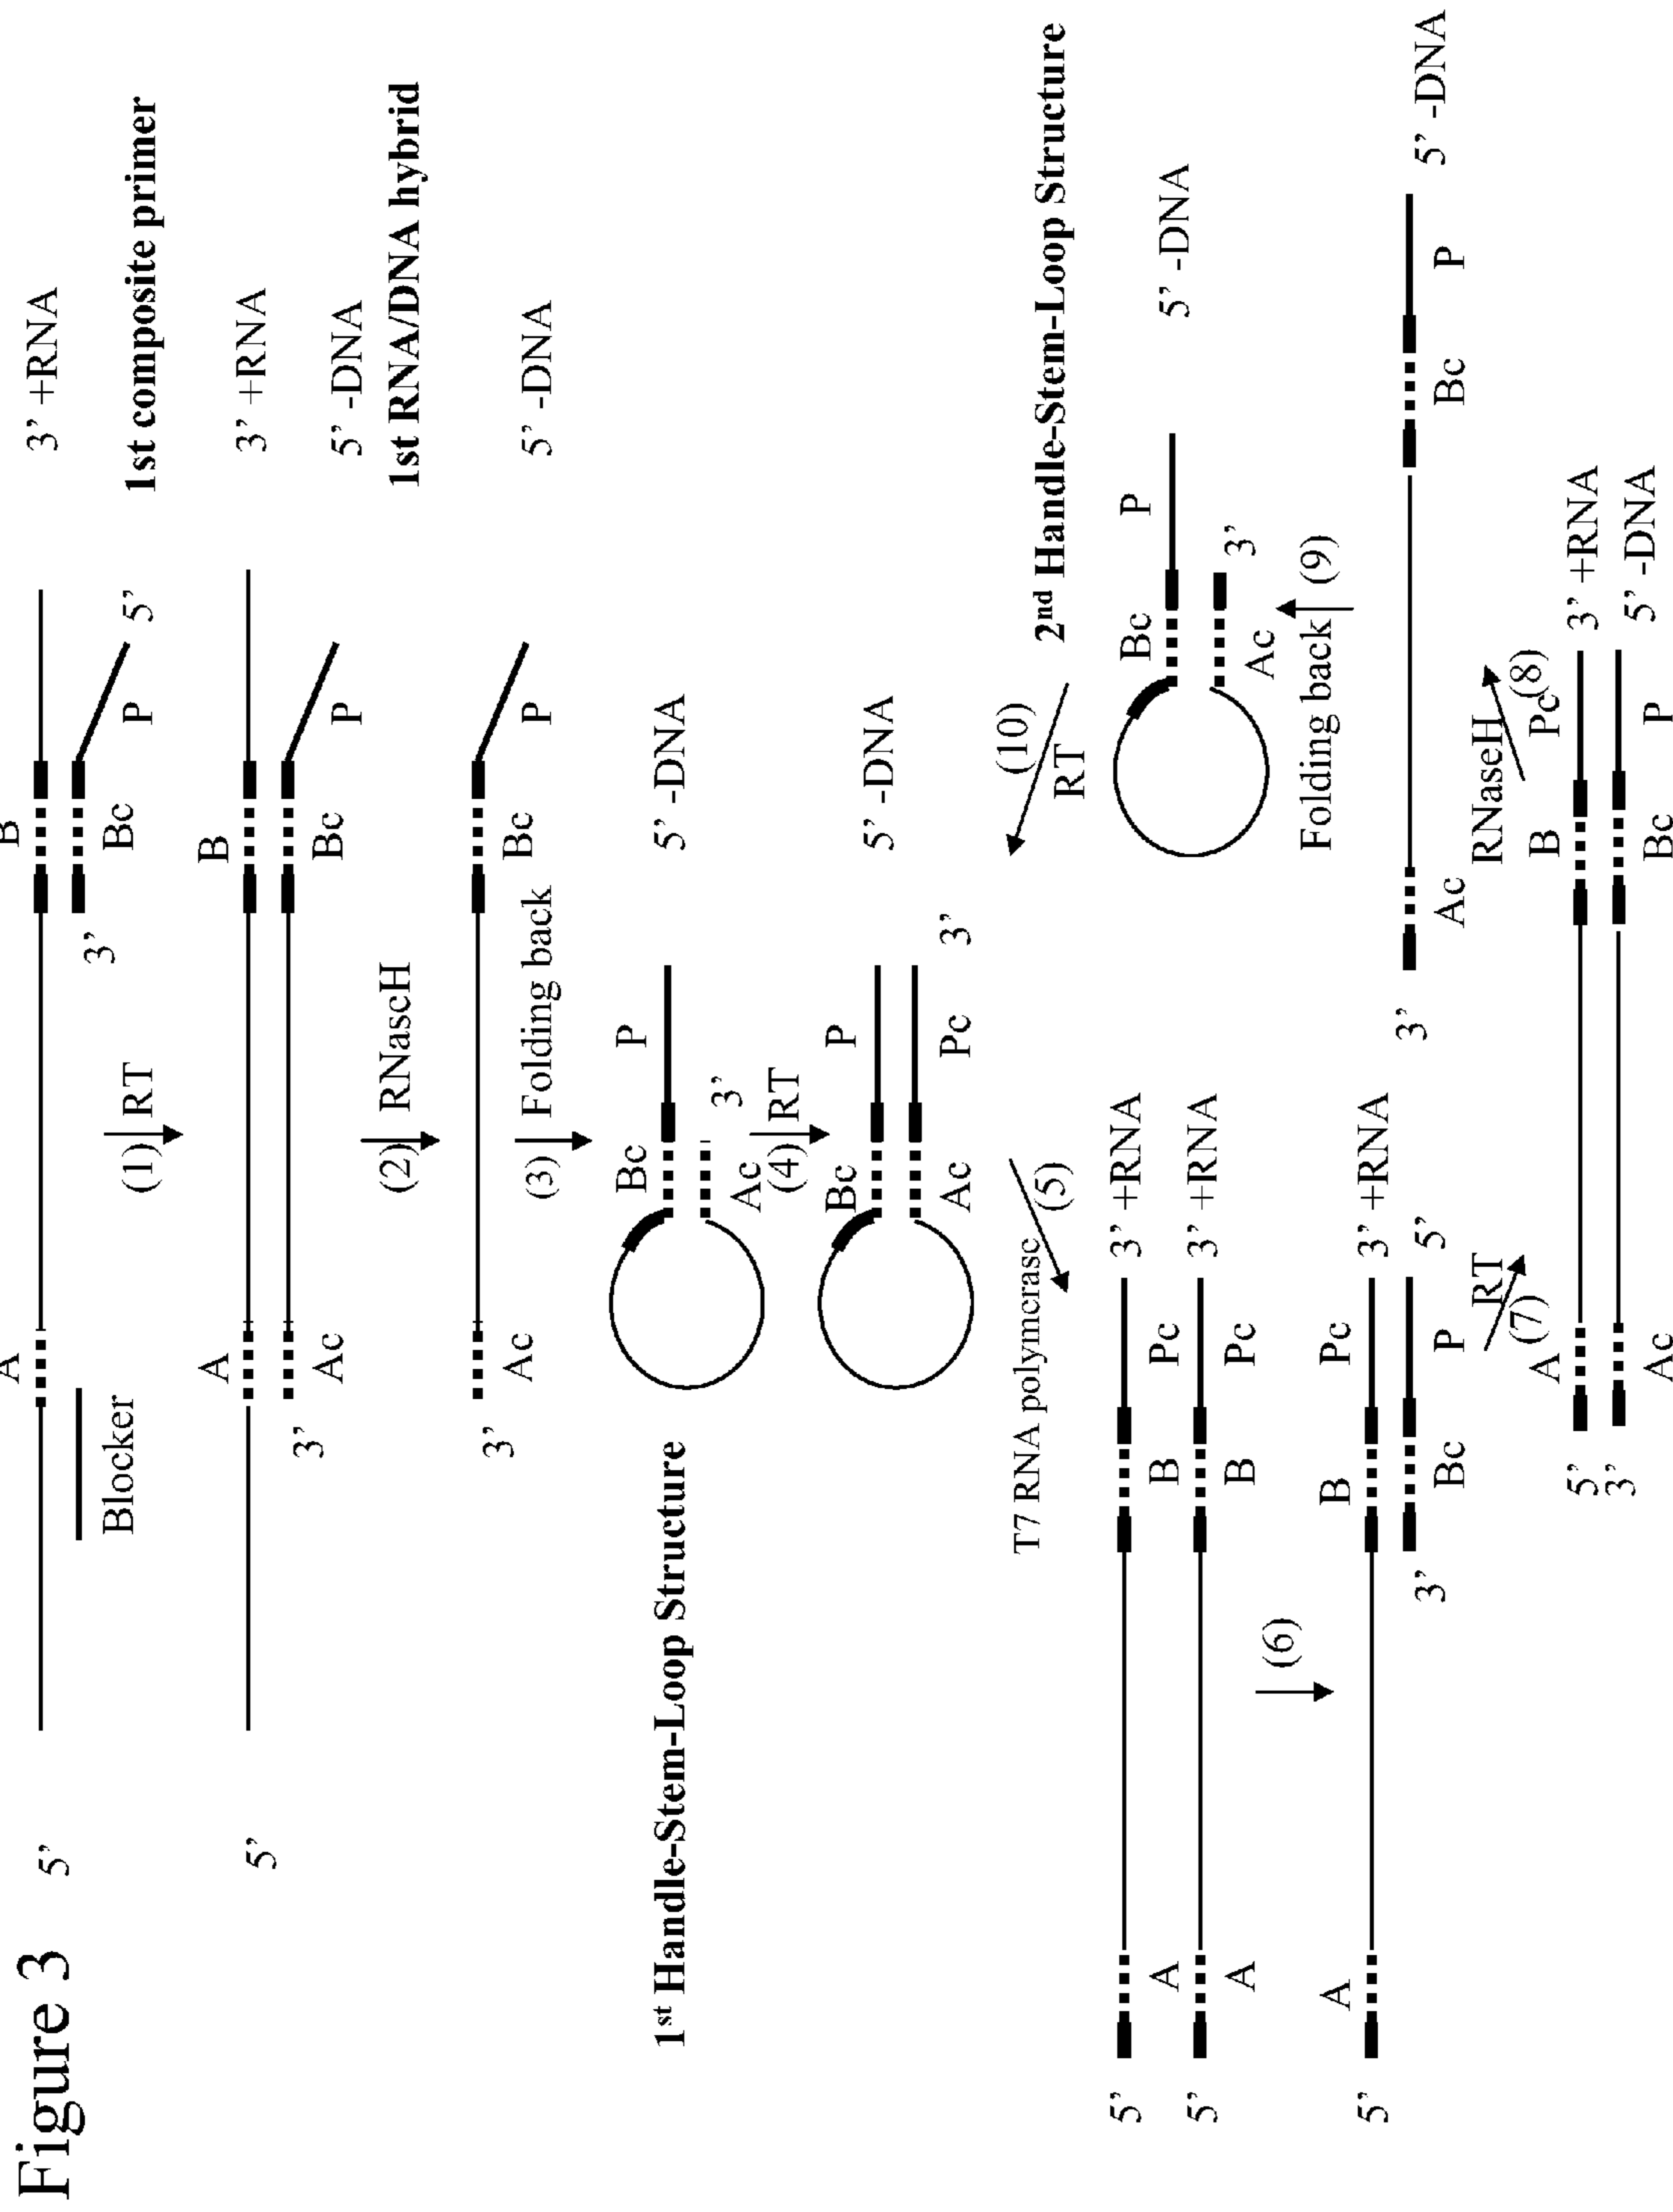 A B
Figure 3 5’ 3’ +RNA
3’
Blocker (1) RT Bc P 5’
1st composite primer
A B
5’ 3’ +RNA
3’ Ac Bc P 5’ -DNA
(2) RNaseH 1st RNA/DNA hybrid
3’ Ac Bc P 5’ -DNA
(3) Folding back
Bc P
1st Handle-Stem-Loop Structure 5’ -DNA
Ac 3’
(4) RT
Bc P
5’ -DNA
Ac Pc 3’
T7 RNA polymerase (5) (10) RT 2nd Handle-Stem-Loop Structure
5’ 3’ +RNA
A B Pc Bc P
5’ 3’ +RNA 5’ -DNA
A B Pc Ac 3’
(6) Folding back (9)
A B Pc
5’ 3’ +RNA
3’ Bc P 5’ 3’ Ac Bc P 5’ -DNA
(7) RT RNaseH (8)
A B Pc
5’ 3’ +RNA
3’ 5’ -DNA
Ac Bc P